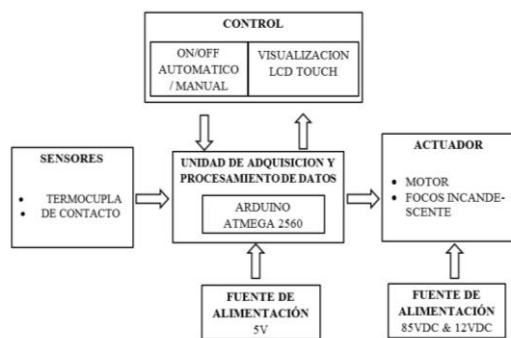 CONTROL
ON/OFF
AUTOMATICO
/ MANUAL
VISUALIZACION
LCD TOUCH
SENSORES
• TERMOCUPLA
• DE CONTACTO
UNIDAD DE ADQUISICION Y
PROCESAMIENTO DE DATOS
ARDUINO
ATMEGA 2560
ACTUADOR
• MOTOR
• FOCOS INCANDE-
SCENTE
FUENTE DE
ALIMENTACIÓN
5V
FUENTE DE
ALIMENTACIÓN
85VDC & 12VDC